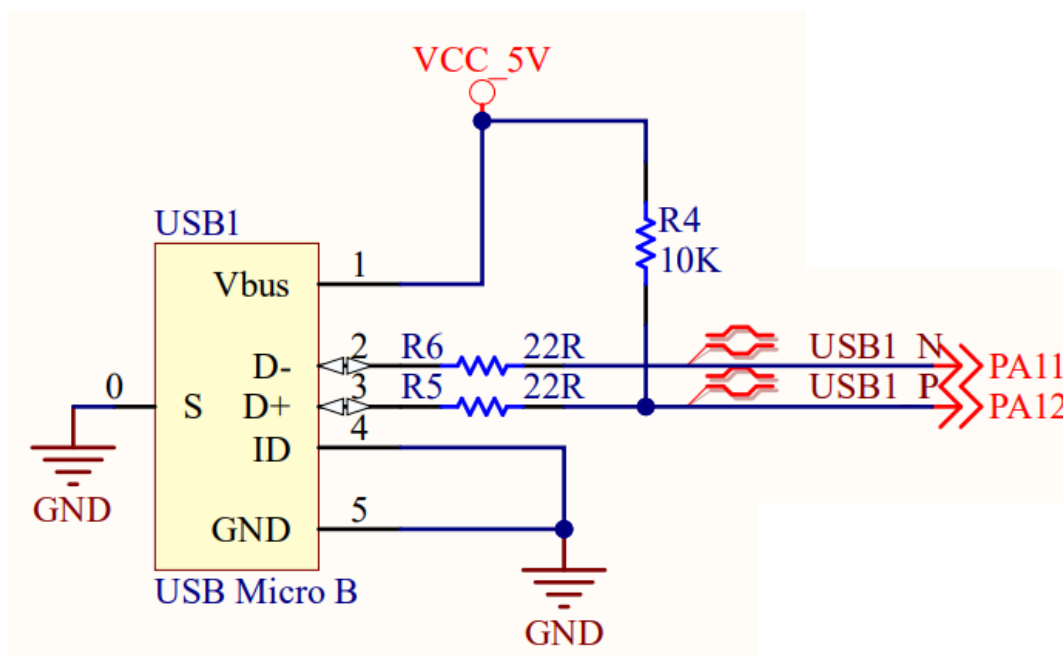 VCC_5V
USB1
R4
10K
Vbus
1
D-
2
R6
22R
USB1_N
PA11
D+
3
R5
22R
USB1_P
PA12
0
S
ID
4
GND
GND
5
USB Micro B
GND